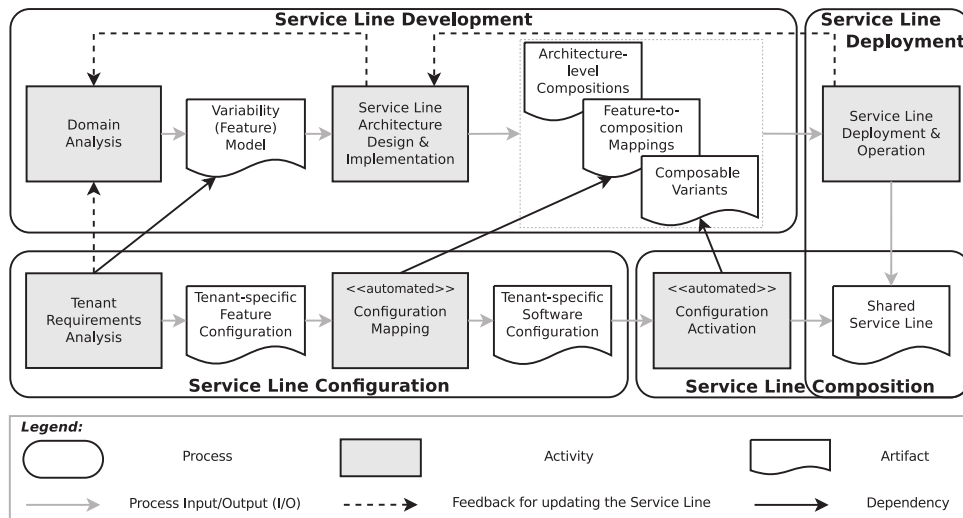 Service Line Development
Service Line
Deployment
Domain
Analysis
Variability
(Feature)
Model
Service Line
Architecture
Design &
Implementation
Architecture-
level
Compositions
Feature-to-
composition
Mappings
Composable
Variants
Service Line
Deployment &
Operation
Tenant
Requirements
Analysis
Tenant-specific
Feature
Configuration
<<automated>>
Configuration
Mapping
Tenant-specific
Software
Configuration
<<automated>>
Configuration
Activation
Shared
Service Line
Service Line Configuration
Service Line Composition
Legend:
Process
Activity
Artifact
Process Input/Output (I/O)
Feedback for updating the Service Line
Dependency